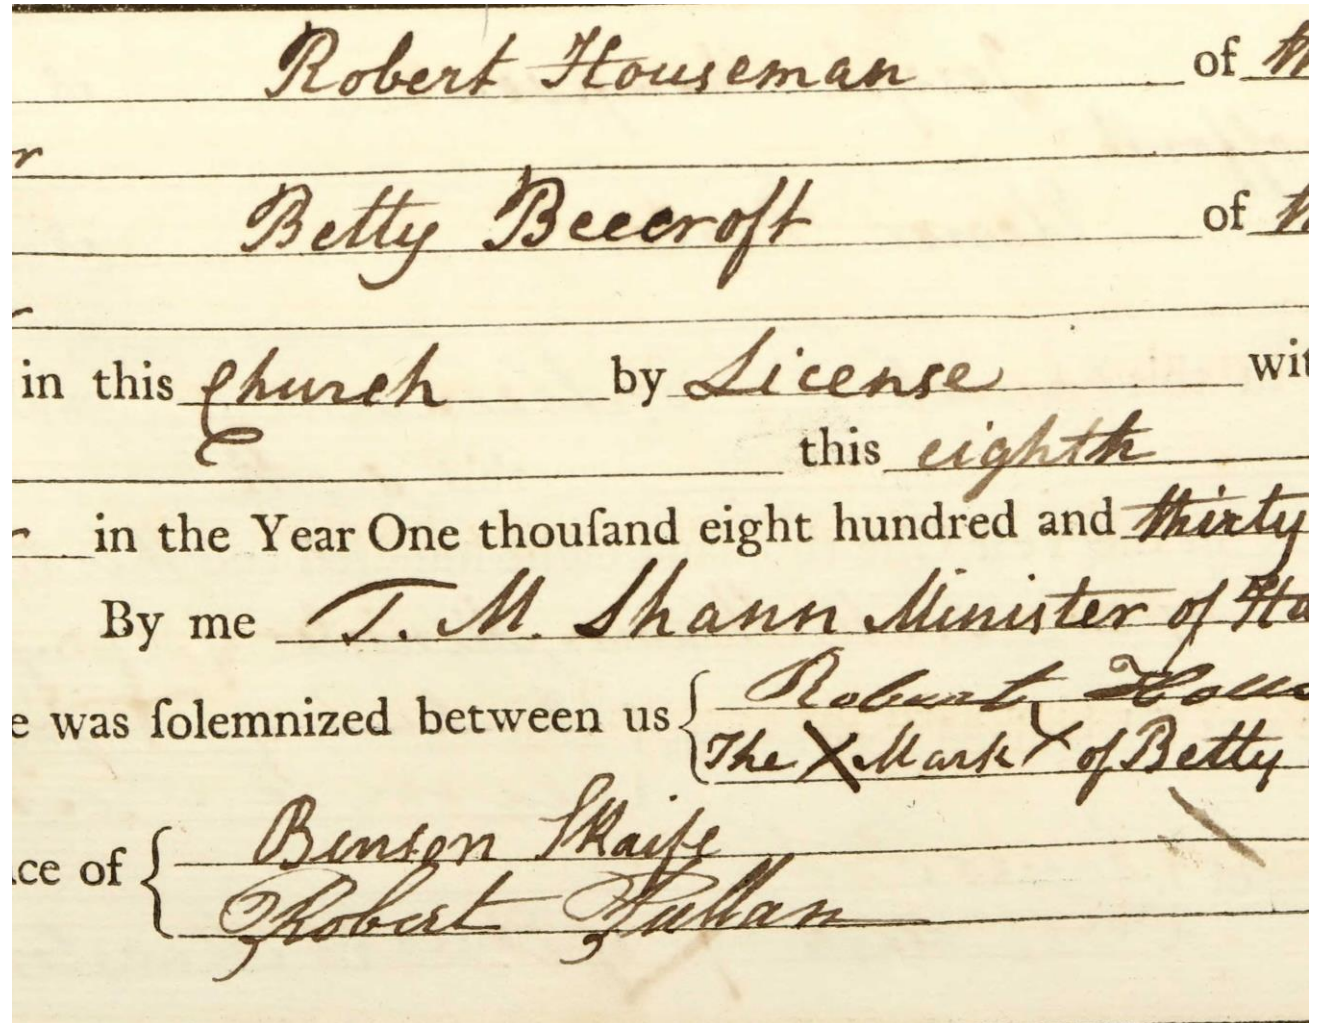 Robert Houseman of
Betty Beecroft of
in this Church by License
this eighth
in the Year One thouſand eight hundred and thirty
By me T. M. Shann Minister of
e was ſolemnized between us { Robert
The X Mark X of Betty
ce of { Benson Skaife
Robert Pullan